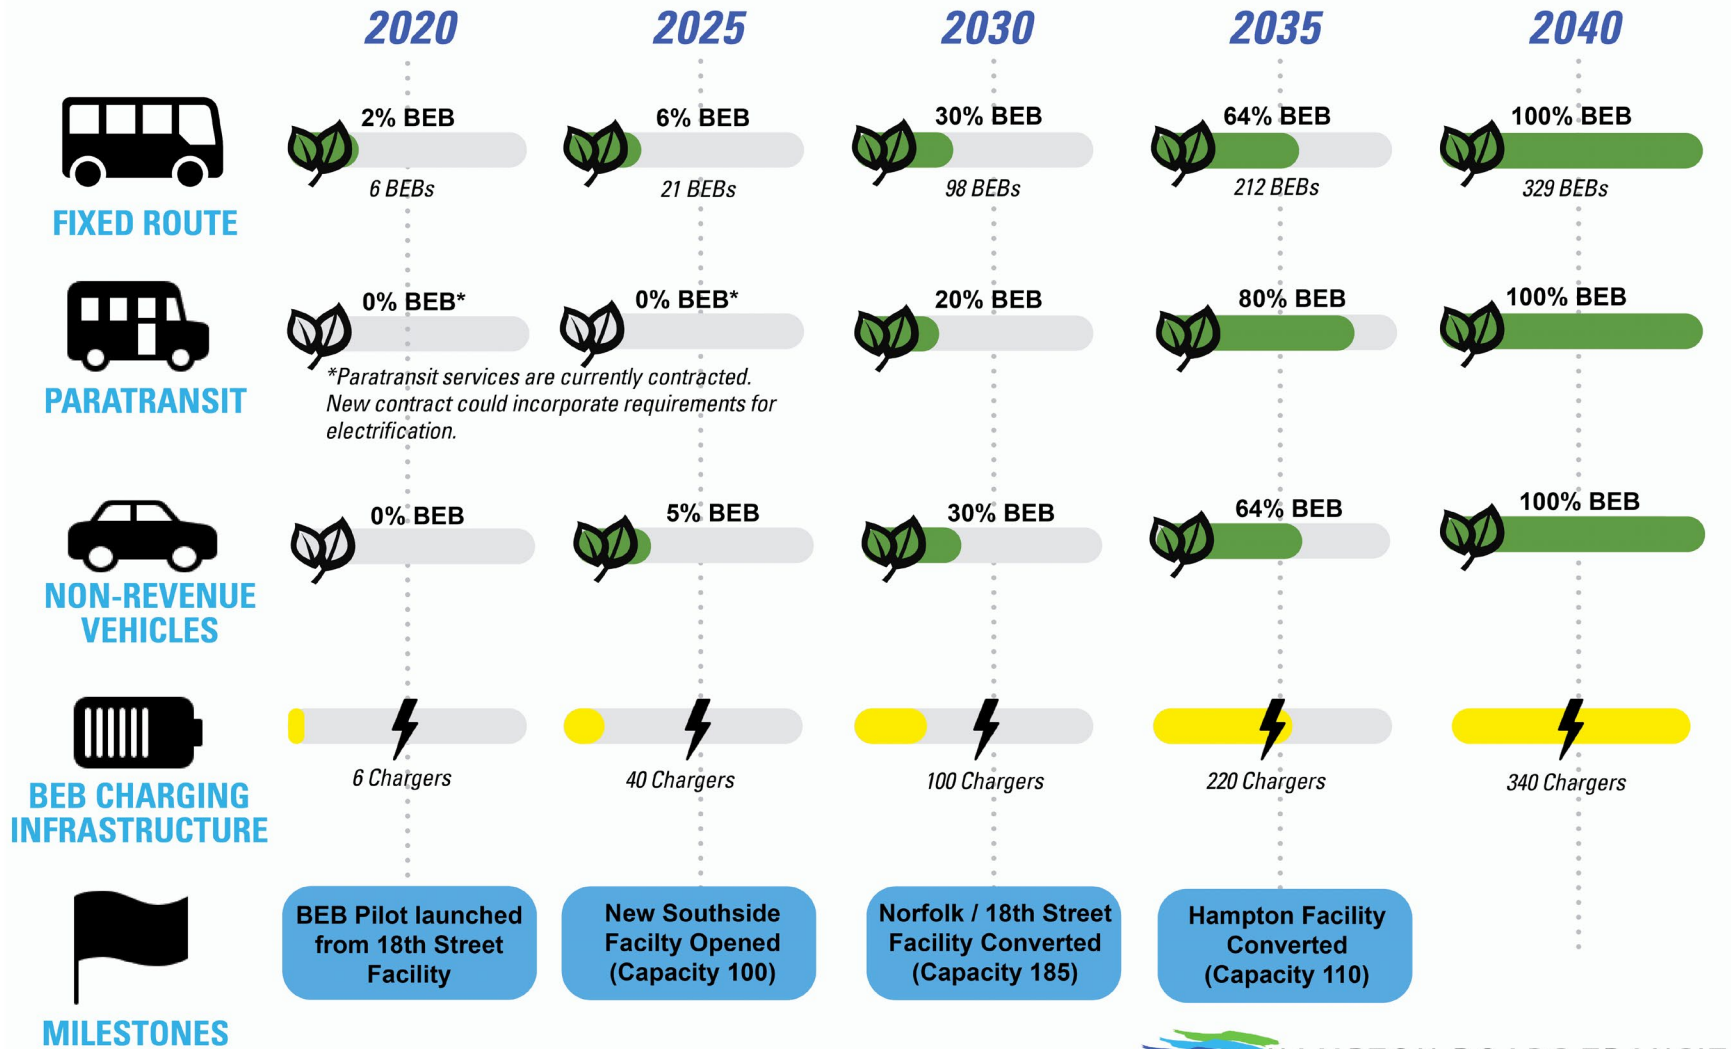 2020 2025 2030 2035 2040
2% BEB 6% BEB 30% BEB 64% BEB 100% BEB
6 BEBs 21 BEBs 98 BEBs 212 BEBs 329 BEBs
FIXED ROUTE
0% BEB* 0% BEB* 20% BEB 80% BEB 100% BEB
*Paratransit services are currently contracted.
New contract could incorporate requirements for
electrification.
PARATRANSIT
0% BEB 5% BEB 30% BEB 64% BEB 100% BEB
NON-REVENUE
VEHICLES
6 Chargers 40 Chargers 100 Chargers 220 Chargers 340 Chargers
BEB CHARGING
INFRASTRUCTURE
BEB Pilot launched
from 18th Street
Facility
New Southside
Facilty Opened
(Capacity 100)
Norfolk / 18th Street
Facility Converted
(Capacity 185)
Hampton Facility
Converted
(Capacity 110)
MILESTONES